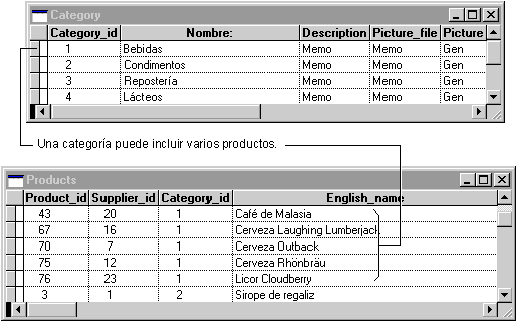 Category
Category_id Nombre: Description Picture_file Picture
1 Bebidas Memo Memo Gen
2 Condimentos Memo Memo Gen
3 Repostería Memo Memo Gen
4 Lácteos Memo Memo Gen
Una categoría puede incluir varios productos.
Products
Product_id Supplier_id Category_id English_name
43 20 1 Café de Malasia
67 16 1 Cerveza Laughing Lumberjack
70 7 1 Cerveza Outback
75 12 1 Cerveza Rhönbräu
76 23 1 Licor Cloudberry
3 1 2 Sirope de regaliz